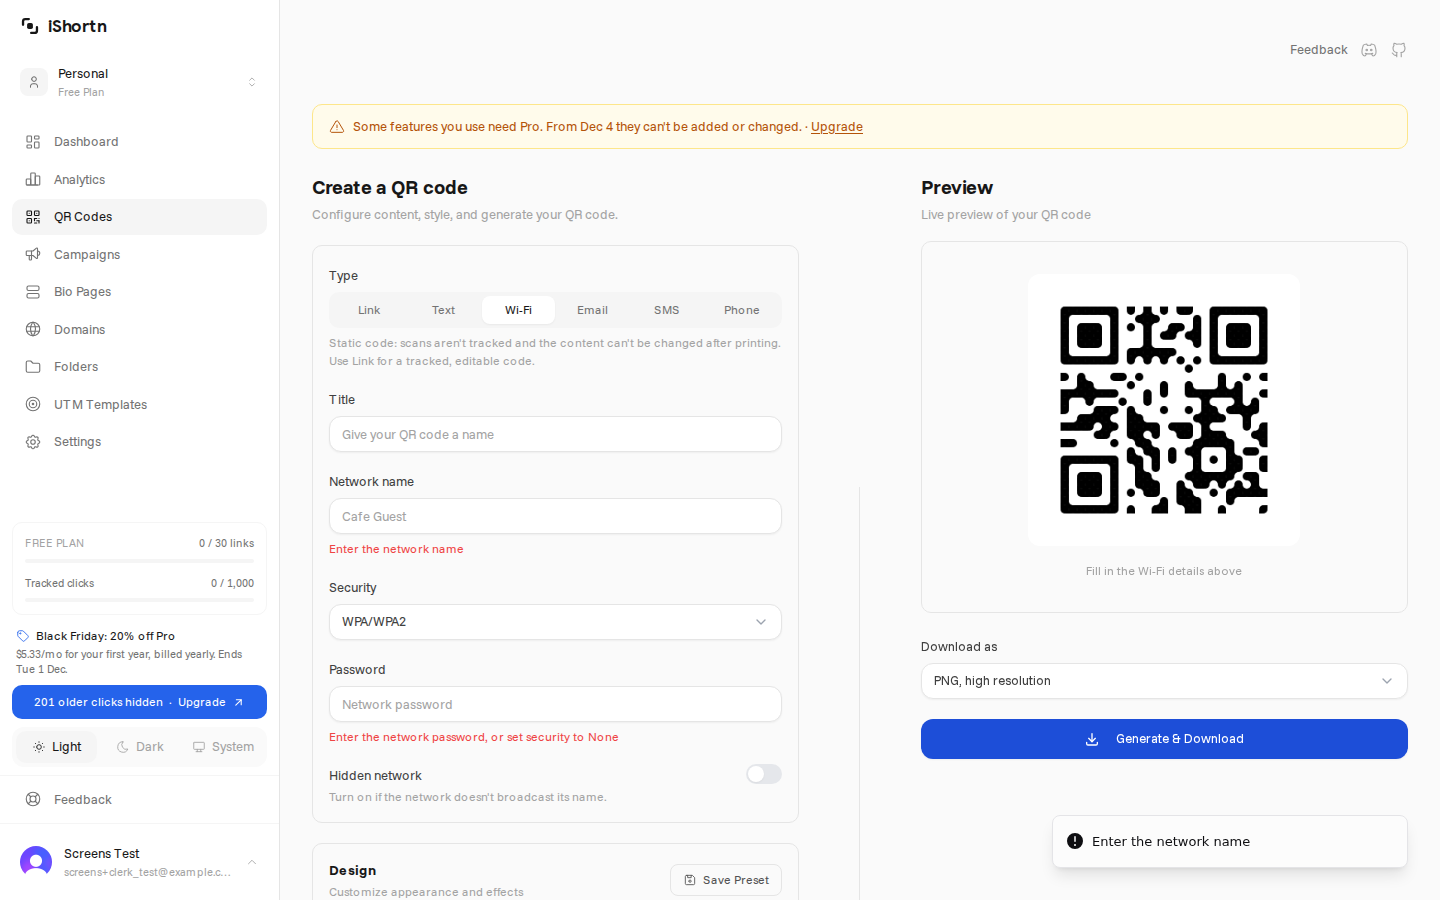 iShortn
Personal
Free Plan
Dashboard
Analytics
QR Codes
Campaigns
Bio Pages
Domains
Folders
UTM Templates
Settings
FREE PLAN
0 / 30 links
Tracked clicks
0 / 1,000
Black Friday: 20% off Pro
$5.33/mo for your first year, billed yearly. Ends
Tue 1 Dec.
201 older clicks hidden · Upgrade
Light
Dark
System
Feedback
Screens Test
screens+clerk_test@example.c...
Feedback
Some features you use need Pro. From Dec 4 they can't be added or changed. · Upgrade
Create a QR code
Configure content, style, and generate your QR code.
Type
Link
Text
Wi-Fi
Email
SMS
Phone
Static code: scans aren't tracked and the content can't be changed after printing.
Use Link for a tracked, editable code.
Title
Give your QR code a name
Network name
Cafe Guest
Enter the network name
Security
WPA/WPA2
Password
Network password
Enter the network password, or set security to None
Hidden network
Turn on if the network doesn't broadcast its name.
Design
Customize appearance and effects
Save Preset
Preview
Live preview of your QR code
Fill in the Wi-Fi details above
Download as
PNG, high resolution
Generate & Download
Enter the network name